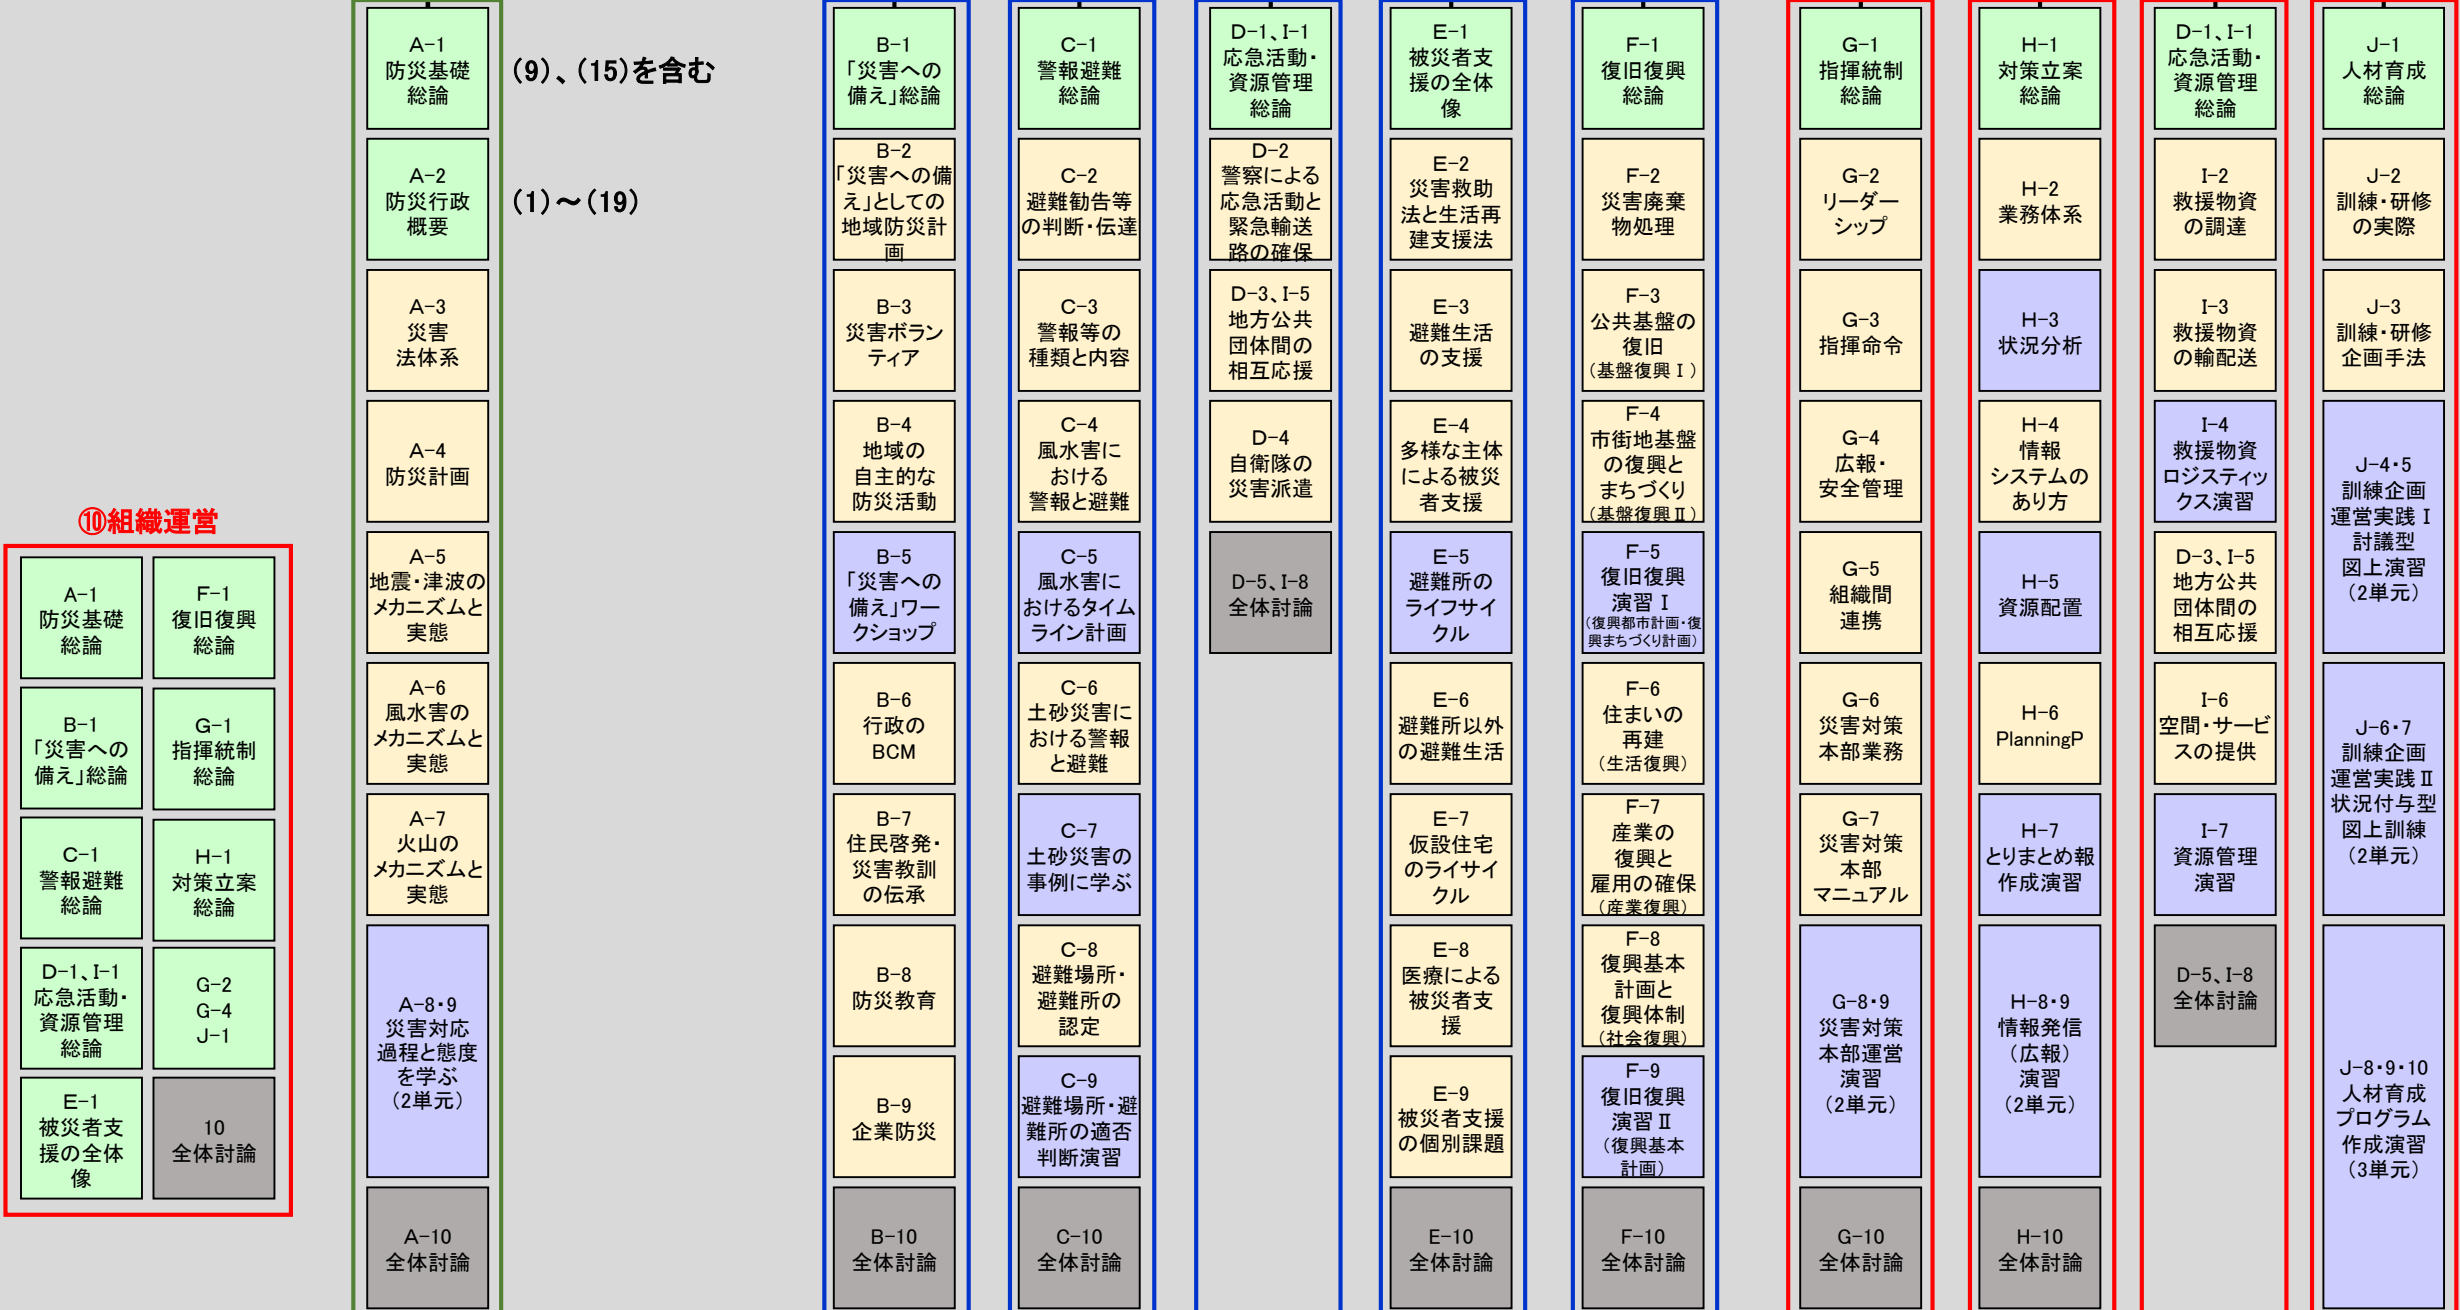 ⑩組織運営
A-1
防災基礎
総論
F-1
復旧復興
総論
B-1
「災害への
備え」総論
G-1
指揮統制
総論
C-1
警報避難
総論
H-1
対策立案
総論
D-1、I-1
応急活動・
資源管理
総論
G-2
G-4
J-1
E-1
被災者支
援の全体
像
10
全体討論
A-1
防災基礎
総論
(9)、(15)を含む
A-2
防災行政
概要
(1)～(19)
A-3
災害
法体系
A-4
防災計画
A-5
地震・津波の
メカニズムと
実態
A-6
風水害の
メカニズムと
実態
A-7
火山の
メカニズムと
実態
A-8・9
災害対応
過程と態度
を学ぶ
(2単元)
A-10
全体討論
B-1
「災害への
備え」総論
B-2
「災害への備
え」としての
地域防災計
画
B-3
災害ボラン
ティア
B-4
地域の
自主的な
防災活動
B-5
「災害への
備え」ワー
クショップ
B-6
行政の
BCM
B-7
住民啓発・
災害教訓
の伝承
B-8
防災教育
B-9
企業防災
B-10
全体討論
C-1
警報避難
総論
C-2
避難勧告等
の判断・伝達
C-3
警報等の
種類と内容
C-4
風水害に
おける
警報と避難
C-5
風水害に
おけるタイム
ライン計画
C-6
土砂災害に
おける警報
と避難
C-7
土砂災害の
事例に学ぶ
C-8
避難場所・
避難所の
認定
C-9
避難場所・避
難所の適否
判断演習
C-10
全体討論
D-1、I-1
応急活動・
資源管理
総論
D-2
警察による
応急活動と
緊急輸送
路の確保
D-3、I-5
地方公共
団体間の
相互応援
D-4
自衛隊の
災害派遣
D-5、I-8
全体討論
E-1
被災者支
援の全体
像
E-2
災害救助
法と生活再
建支援法
E-3
避難生活
の支援
E-4
多様な主体
による被災
者支援
E-5
避難所の
ライフサイ
クル
E-6
避難所以外
の避難生活
E-7
仮設住宅
のライサイ
クル
E-8
医療による
被災者支
援
E-9
被災者支援
の個別課題
E-10
全体討論
F-1
復旧復興
総論
F-2
災害廃棄
物処理
F-3
公共基盤の
復旧
(基盤復興Ⅰ)
F-4
市街地基盤
の復興と
まちづくり
(基盤復興Ⅱ)
F-5
復旧復興
演習Ⅰ
(復興都市計画・復
興まちづくり計画)
F-6
住まいの
再建
(生活復興)
F-7
産業の
復興と
雇用の確保
(産業復興)
F-8
復興基本
計画と
復興体制
(社会復興)
F-9
復旧復興
演習Ⅱ
(復興基本
計画)
F-10
全体討論
G-1
指揮統制
総論
G-2
リーダー
シップ
G-3
指揮命令
G-4
広報・
安全管理
G-5
組織間
連携
G-6
災害対策
本部業務
G-7
災害対策
本部
マニュアル
G-8・9
災害対策
本部運営
演習
(2単元)
G-10
全体討論
H-1
対策立案
総論
H-2
業務体系
H-3
状況分析
H-4
情報
システムの
あり方
H-5
資源配置
H-6
PlanningP
H-7
とりまとめ報
作成演習
H-8・9
情報発信
(広報)
演習
(2単元)
H-10
全体討論
D-1、I-1
応急活動・
資源管理
総論
I-2
救援物資
の調達
I-3
救援物資
の輸配送
I-4
救援物資
ロジスティッ
クス演習
D-3、I-5
地方公共
団体間の
相互応援
I-6
空間・サービ
スの提供
I-7
資源管理
演習
D-5、I-8
全体討論
J-1
人材育成
総論
J-2
訓練・研修
の実際
J-3
訓練・研修
企画手法
J-4・5
訓練企画
運営実践Ⅰ
討議型
図上演習
(2単元)
J-6・7
訓練企画
運営実践Ⅱ
状況付与型
図上訓練
(2単元)
J-8・9・10
人材育成
プログラム
作成演習
(3単元)